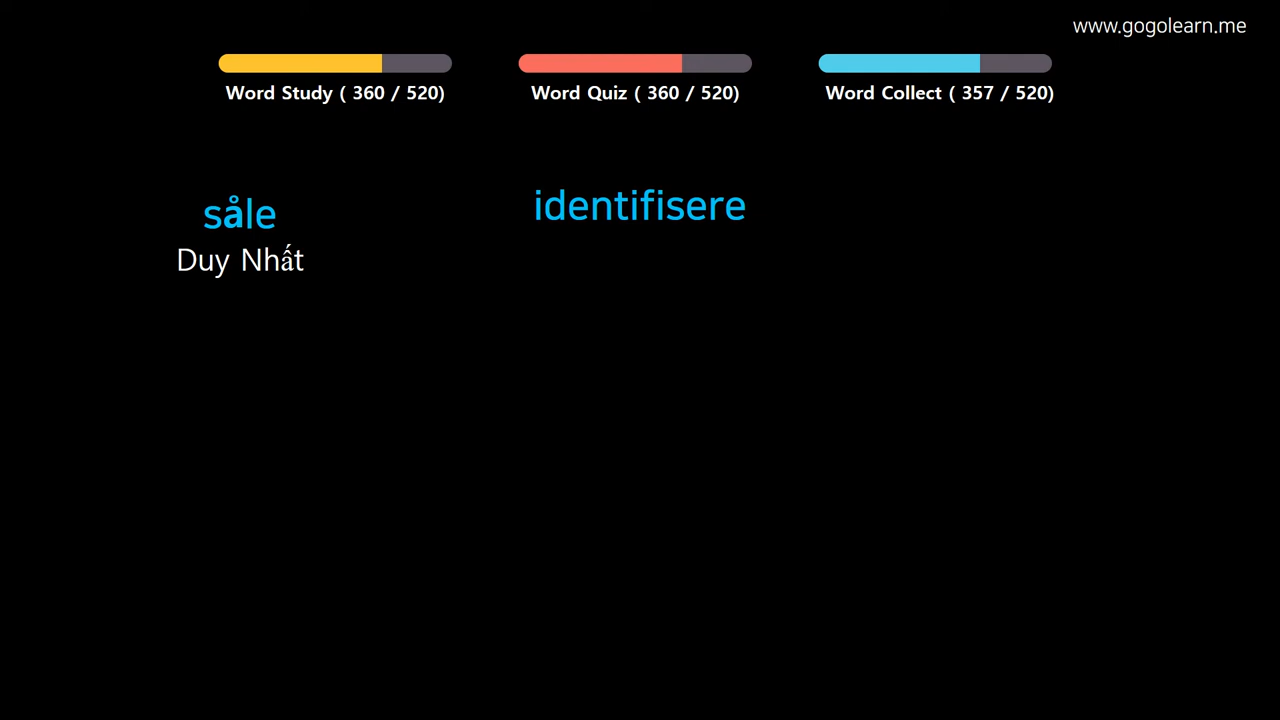 www.gogolearn.me
Word Study ( 360 / 520)
Word Quiz ( 360 / 520)
Word Collect ( 357 / 520)
såle
Duy Nhất
identifisere